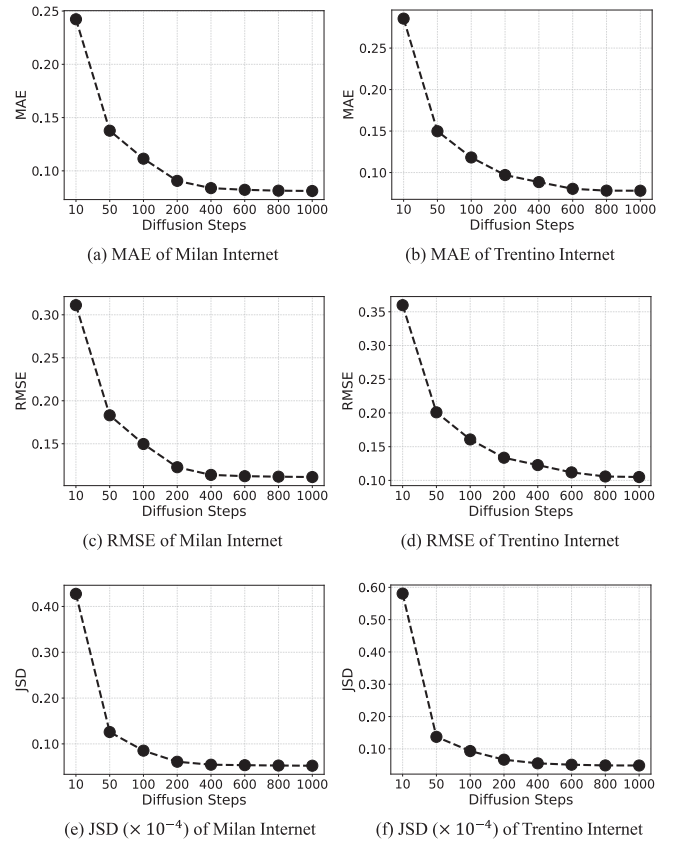 0.25
0.20
0.15
0.10
MAE
10 50 100 200 400 600 800 1000
Diffusion Steps
(a) MAE of Milan Internet
0.25
0.20
0.15
0.10
MAE
10 50 100 200 400 600 800 1000
Diffusion Steps
(b) MAE of Trentino Internet
0.30
0.25
0.20
0.15
RMSE
10 50 100 200 400 600 800 1000
Diffusion Steps
(c) RMSE of Milan Internet
0.35
0.30
0.25
0.20
0.15
0.10
RMSE
10 50 100 200 400 600 800 1000
Diffusion Steps
(d) RMSE of Trentino Internet
0.40
0.30
0.20
0.10
JSD
10 50 100 200 400 600 800 1000
Diffusion Steps
(e) JSD (× 10⁻⁴) of Milan Internet
0.60
0.50
0.40
0.30
0.20
0.10
JSD
10 50 100 200 400 600 800 1000
Diffusion Steps
(f) JSD (× 10⁻⁴) of Trentino Internet